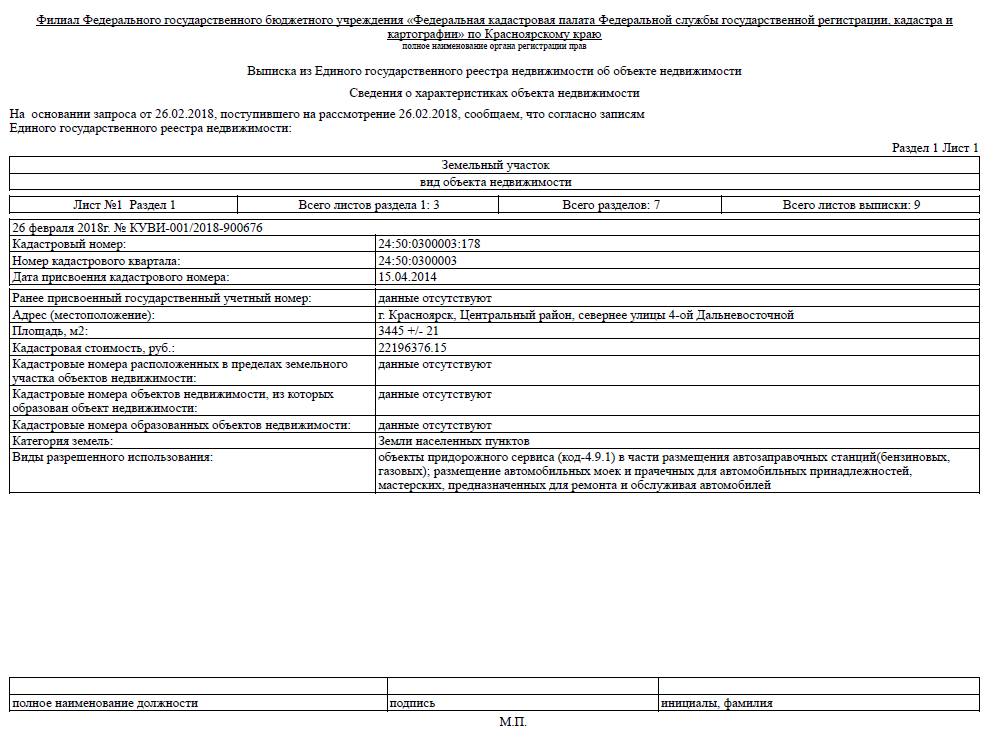 Филиал Федерального государственного бюджетного учреждения «Федеральная кадастровая палата Федеральной службы государственной регистрации, кадастра и
картографии» по Красноярскому краю
полное наименование органа регистрации прав
Выписка из Единого государственного реестра недвижимости об объекте недвижимости
Сведения о характеристиках объекта недвижимости
На основании запроса от 26.02.2018, поступившего на рассмотрение 26.02.2018, сообщаем, что согласно записям
Единого государственного реестра недвижимости:
Раздел 1 Лист 1
Земельный участок
вид объекта недвижимости
Лист №1 Раздел 1 Всего листов раздела 1: 3 Всего разделов: 7 Всего листов выписки: 9
26 февраля 2018г. № КУВИ-001/2018-900676
Кадастровый номер: 24:50:0300003:178
Номер кадастрового квартала: 24:50:0300003
Дата присвоения кадастрового номера: 15.04.2014
Ранее присвоенный государственный учетный номер: данные отсутствуют
Адрес (местоположение): г. Красноярск, Центральный район, севернее улицы 4-ой Дальневосточной
Площадь, м2: 3445 +/- 21
Кадастровая стоимость, руб.: 22196376.15
Кадастровые номера расположенных в пределах земельного данные отсутствуют
участка объектов недвижимости:
Кадастровые номера объектов недвижимости, из которых данные отсутствуют
образован объект недвижимости:
Кадастровые номера образованных объектов недвижимости: данные отсутствуют
Категория земель: Земли населенных пунктов
Виды разрешенного использования: объекты придорожного сервиса (код-4.9.1) в части размещения автозаправочных станций(бензиновых,
газовых); размещение автомобильных моек и прачечных для автомобильных принадлежностей,
мастерских, предназначенных для ремонта и обслуживая автомобилей
полное наименование должности подпись инициалы, фамилия
М.П.